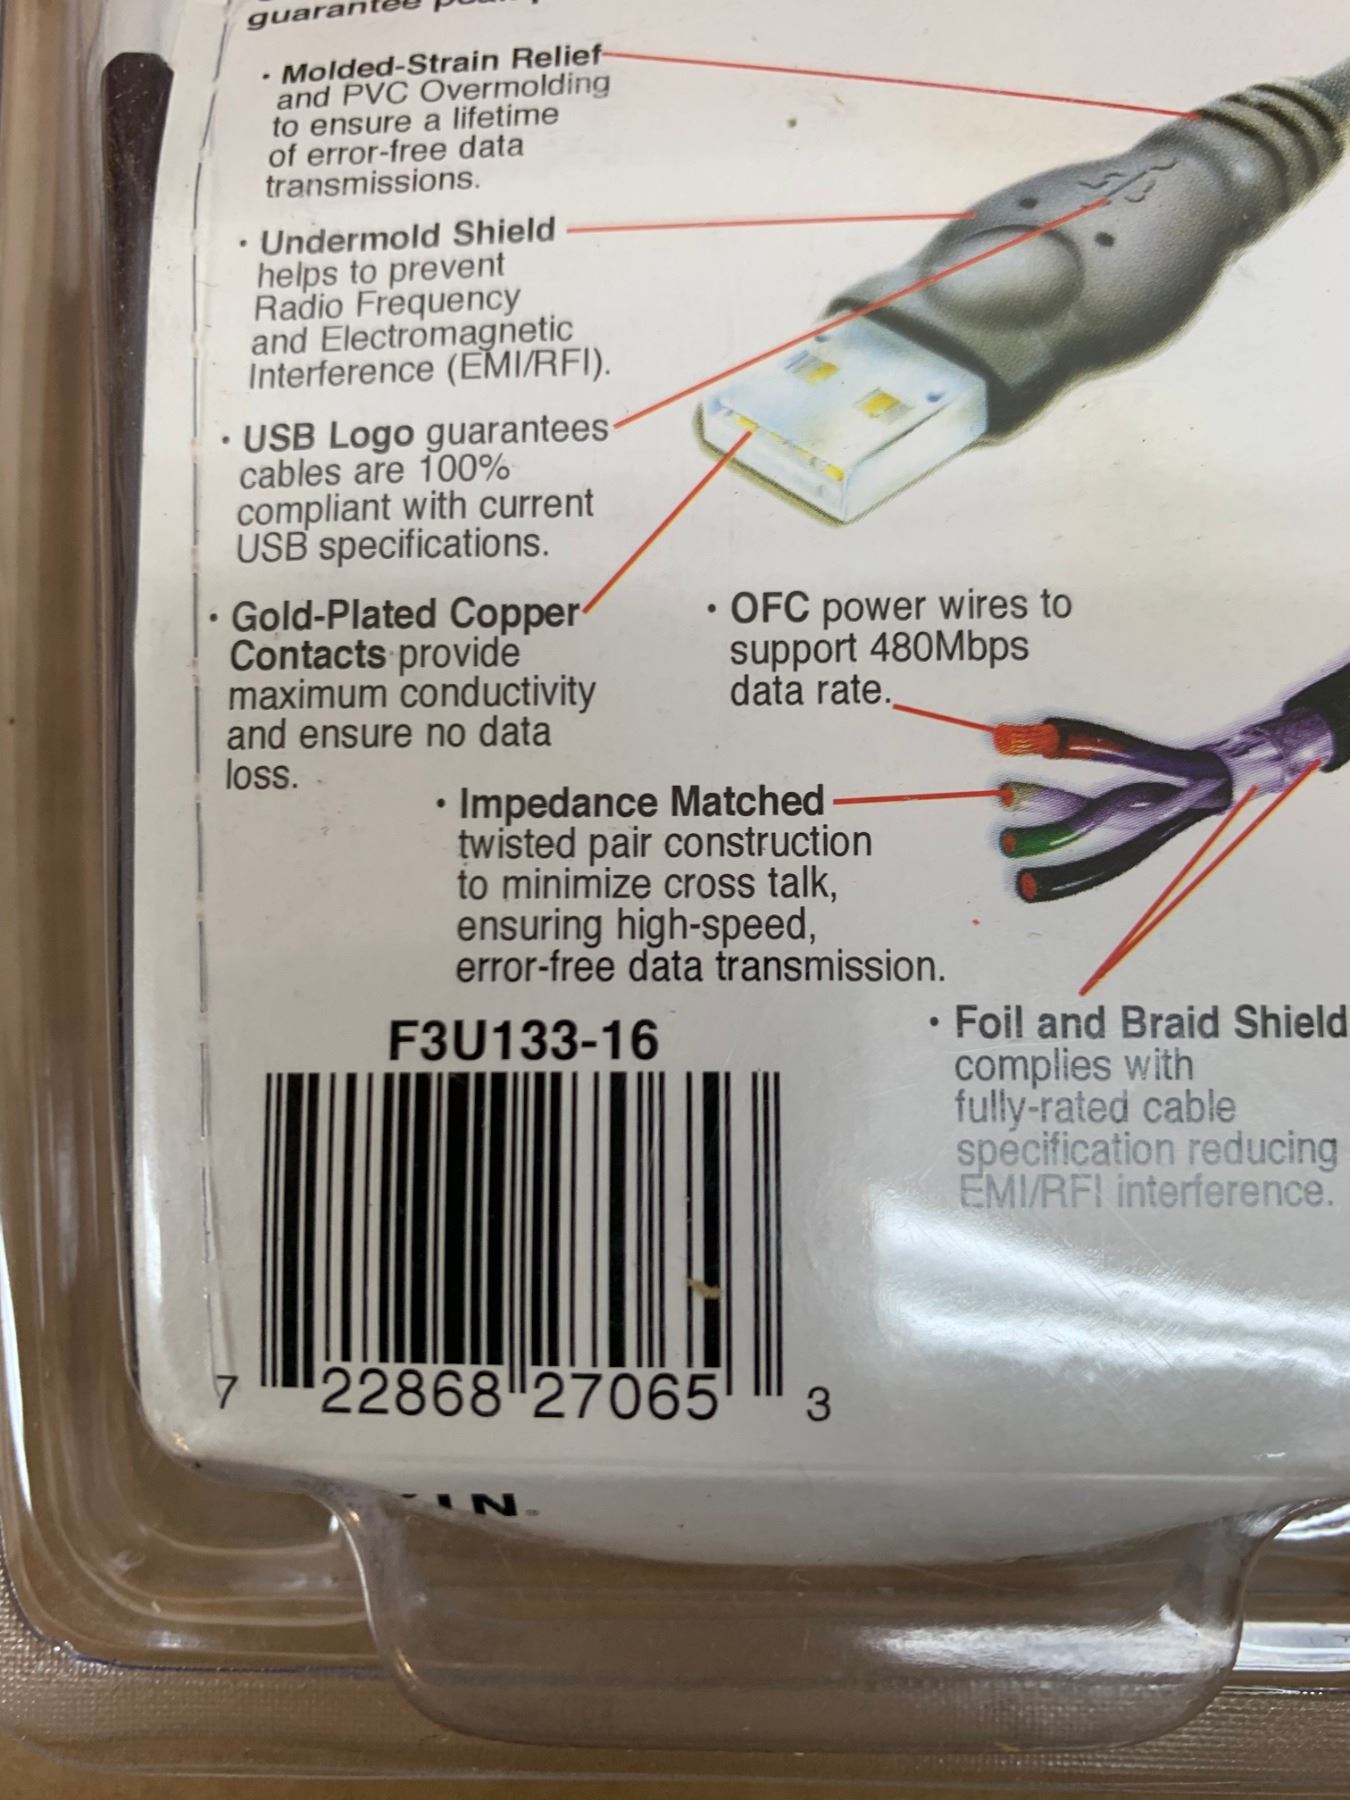 guarantee
· Molded-Strain Relief
and PVC Overmolding
to ensure a lifetime
of error-free data
transmissions.
· Undermold Shield
helps to prevent
Radio Frequency
and Electromagnetic
Interference (EMI/RFI).
· USB Logo guarantees
cables are 100%
compliant with current
USB specifications.
· Gold-Plated Copper
Contacts provide
maximum conductivity
and ensure no data
loss.
· OFC power wires to
support 480Mbps
data rate.
· Impedance Matched
twisted pair construction
to minimize cross talk,
ensuring high-speed,
error-free data transmission.
· Foil and Braid Shield
complies with
fully-rated cable
specification reducing
EMI/RFI interference.
F3U133-16
7 22868 27065 3